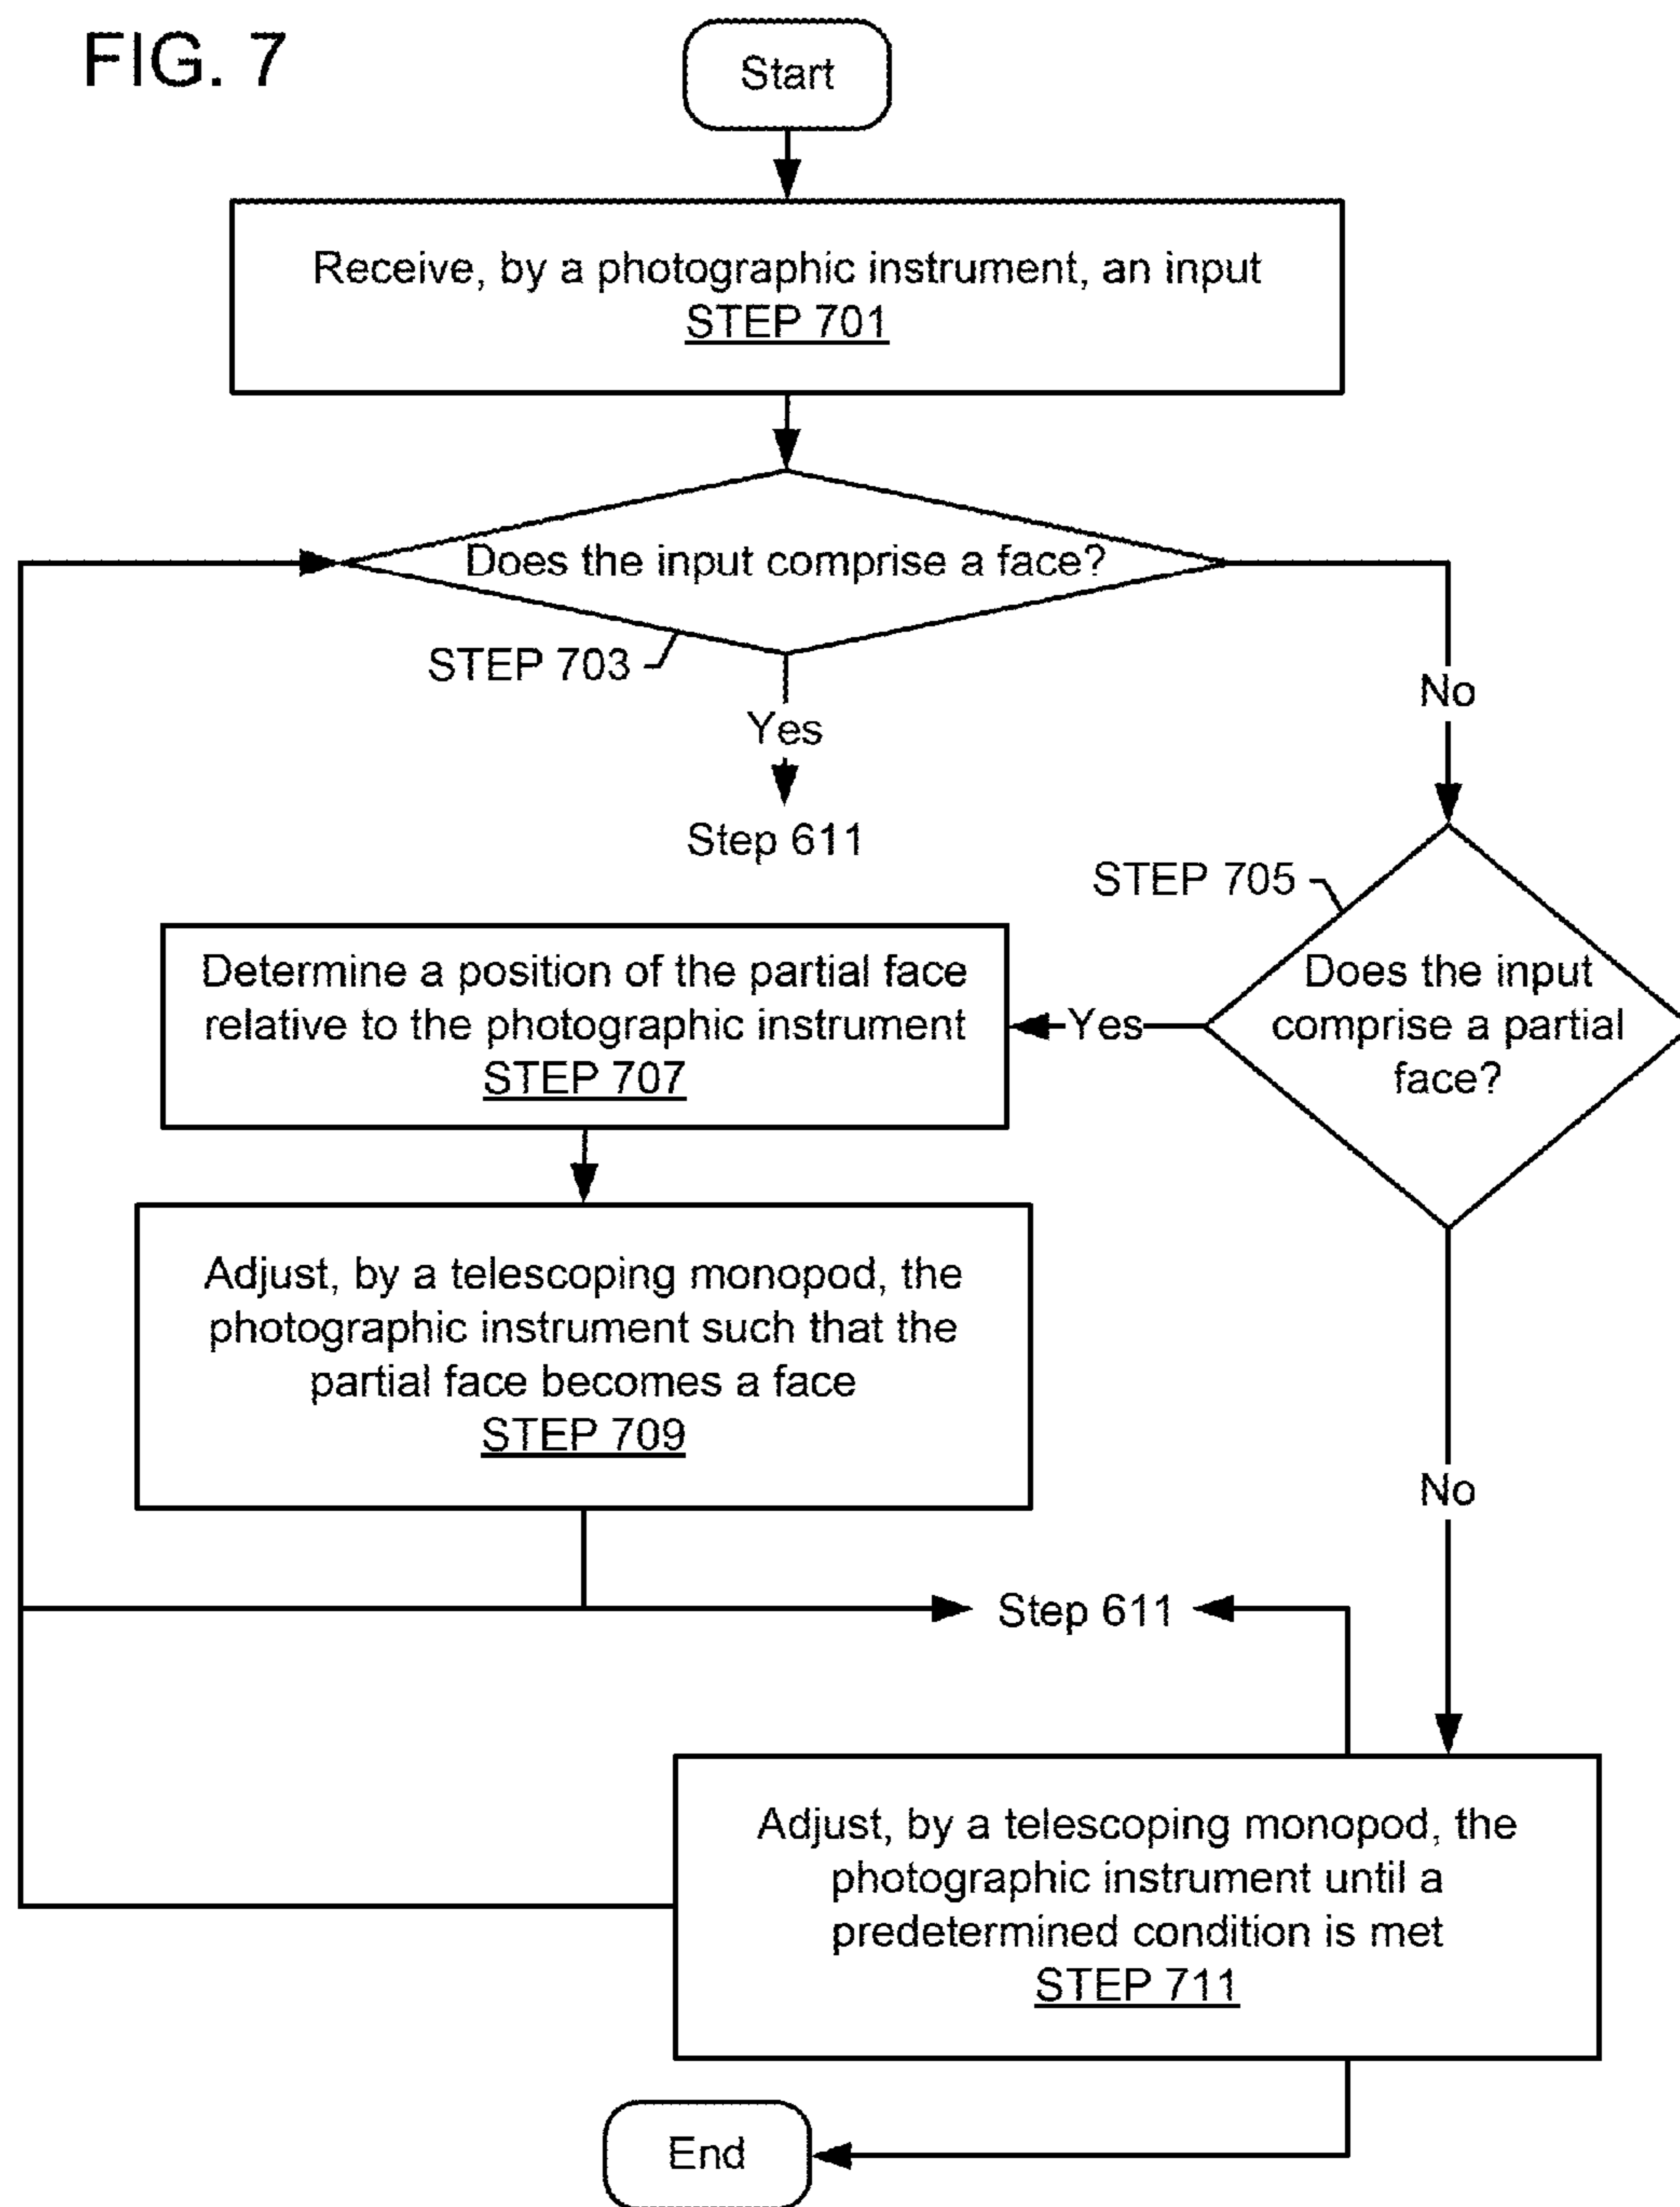 FIG. 7
Start
Receive, by a photographic instrument, an input
STEP 701
Does the input comprise a face?
STEP 703
Yes
No
Step 611
STEP 705
Does the input
comprise a partial
face?
Yes
Determine a position of the partial face
relative to the photographic instrument
STEP 707
Adjust, by a telescoping monopod, the
photographic instrument such that the
partial face becomes a face
STEP 709
No
Step 611
Adjust, by a telescoping monopod, the
photographic instrument until a
predetermined condition is met
STEP 711
End